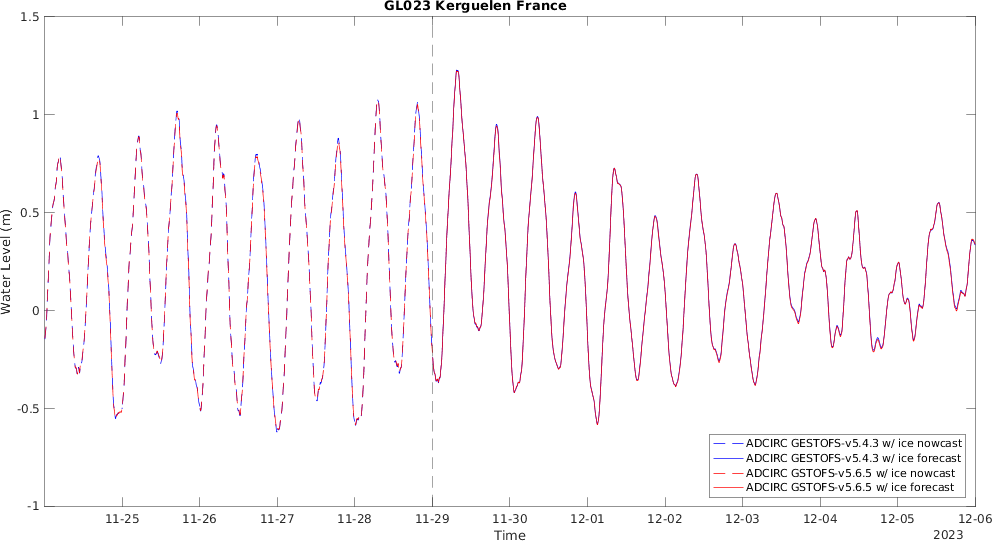 GL023 Kerguelen France
1.5
1
0.5
0
-0.5
-1
Water Level (m)
11-25 11-26 11-27 11-28 11-29 11-30 12-01 12-02 12-03 12-04 12-05 12-06
Time
2023
ADCIRC GESTOFS-v5.4.3 w/ ice nowcast
ADCIRC GESTOFS-v5.4.3 w/ ice forecast
ADCIRC GSTOFS-v5.6.5 w/ ice nowcast
ADCIRC GSTOFS-v5.6.5 w/ ice forecast